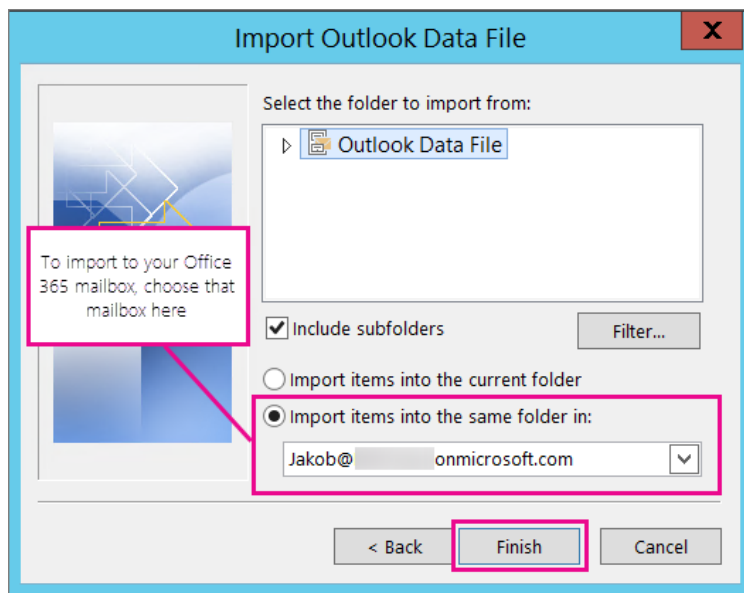 Import Outlook Data File
X
Select the folder to import from:
Outlook Data File
To import to your Office
365 mailbox, choose that
mailbox here
Include subfolders
Filter...
Import items into the current folder
Import items into the same folder in:
Jakob@ onmicrosoft.com
< Back
Finish
Cancel